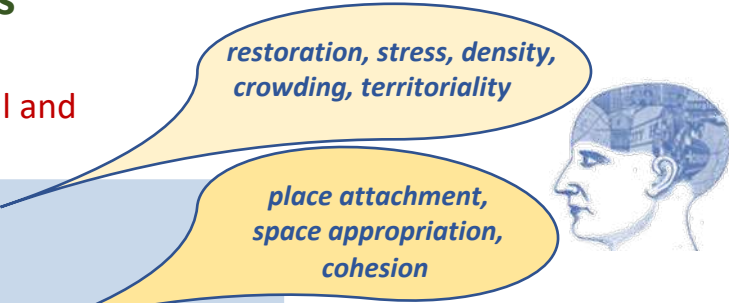 s
restoration, stress, density,
crowding, territoriality
l and
place attachment,
space appropriation,
cohesion